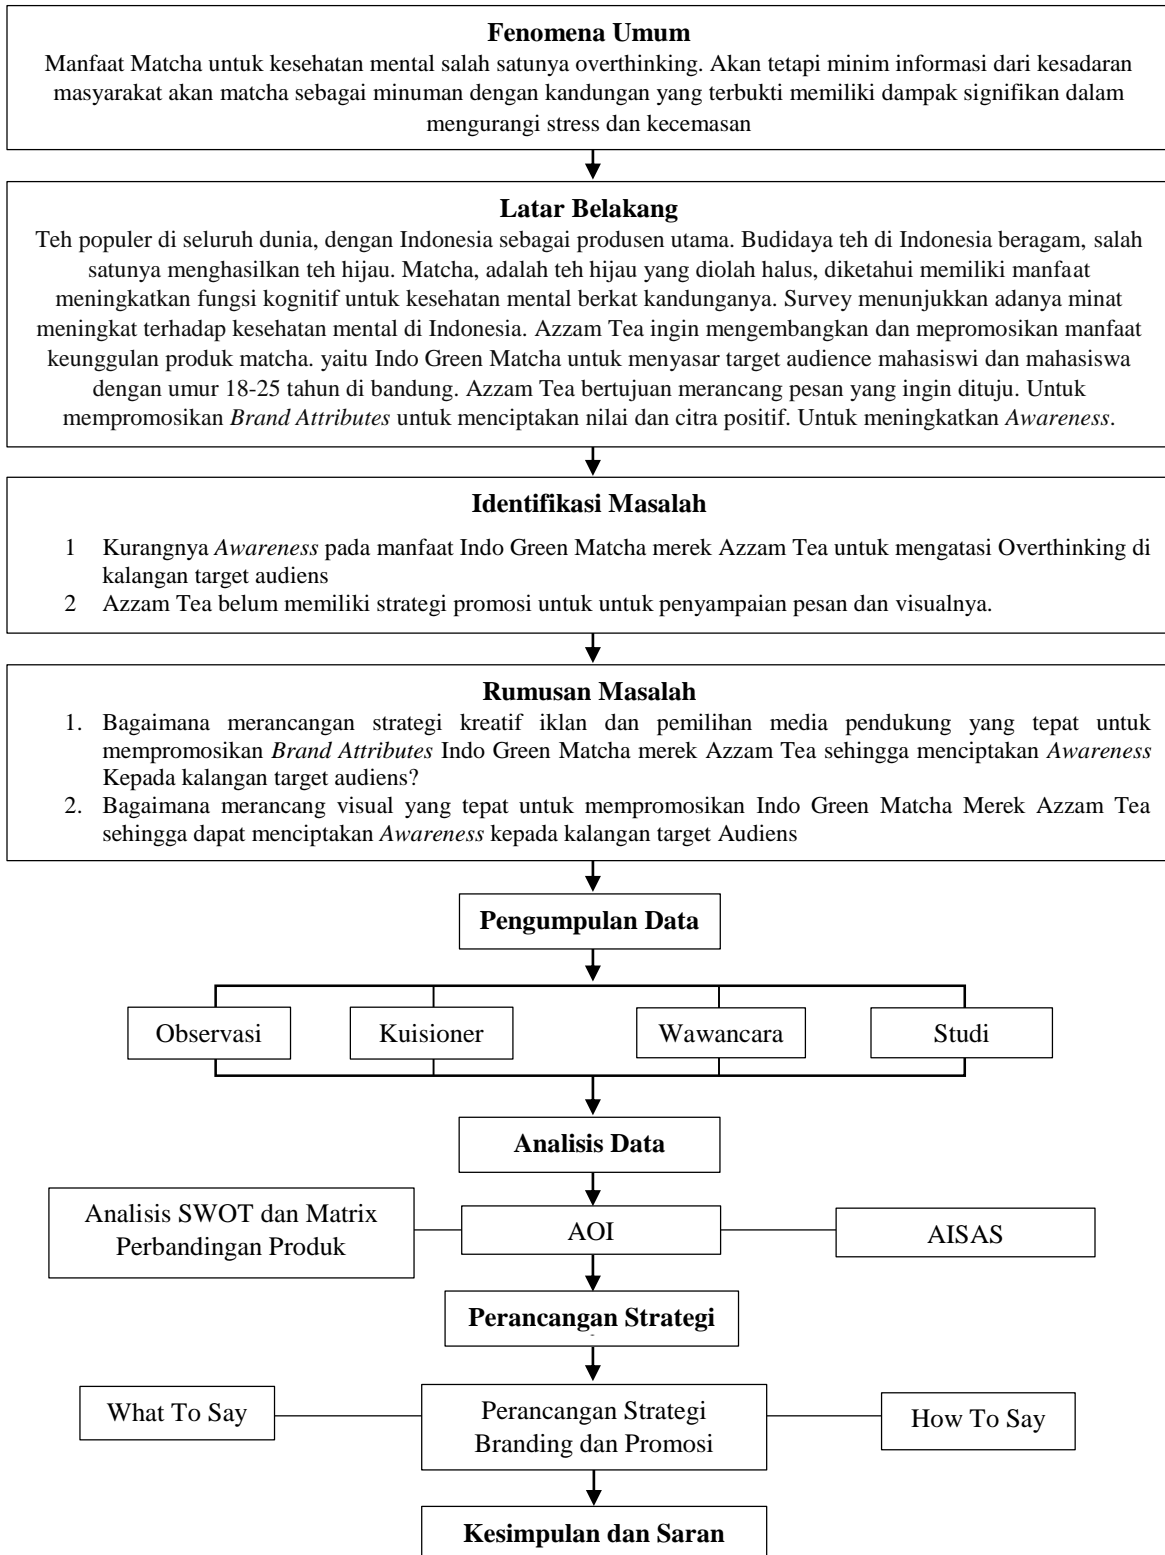 Fenomena Umum
Manfaat Matcha untuk kesehatan mental salah satunya overthinking. Akan tetapi minim informasi dari kesadaran
masyarakat akan matcha sebagai minuman dengan kandungan yang terbukti memiliki dampak signifikan dalam
mengurangi stress dan kecemasan
Latar Belakang
Teh populer di seluruh dunia, dengan Indonesia sebagai produsen utama. Budidaya teh di Indonesia beragam, salah
satunya menghasilkan teh hijau. Matcha, adalah teh hijau yang diolah halus, diketahui memiliki manfaat
meningkatkan fungsi kognitif untuk kesehatan mental berkat kandunganya. Survey menunjukkan adanya minat
meningkat terhadap kesehatan mental di Indonesia. Azzam Tea ingin mengembangkan dan mepromosikan manfaat
keunggulan produk matcha. yaitu Indo Green Matcha untuk menyasar target audience mahasiswi dan mahasiswa
dengan umur 18-25 tahun di bandung. Azzam Tea bertujuan merancang pesan yang ingin dituju. Untuk
mempromosikan Brand Attributes untuk menciptakan nilai dan citra positif. Untuk meningkatkan Awareness.
Identifikasi Masalah
1 Kurangnya Awareness pada manfaat Indo Green Matcha merek Azzam Tea untuk mengatasi Overthinking di
kalangan target audiens
2 Azzam Tea belum memiliki strategi promosi untuk untuk penyampaian pesan dan visualnya.
Rumusan Masalah
1. Bagaimana merancangan strategi kreatif iklan dan pemilihan media pendukung yang tepat untuk
mempromosikan Brand Attributes Indo Green Matcha merek Azzam Tea sehingga menciptakan Awareness
Kepada kalangan target audiens?
2. Bagaimana merancang visual yang tepat untuk mempromosikan Indo Green Matcha Merek Azzam Tea
sehingga dapat menciptakan Awareness kepada kalangan target Audiens
Pengumpulan Data
Observasi
Kuisioner
Wawancara
Studi
Analisis Data
Analisis SWOT dan Matrix
Perbandingan Produk
AOI
AISAS
Perancangan Strategi
What To Say
Perancangan Strategi
Branding dan Promosi
How To Say
Kesimpulan dan Saran